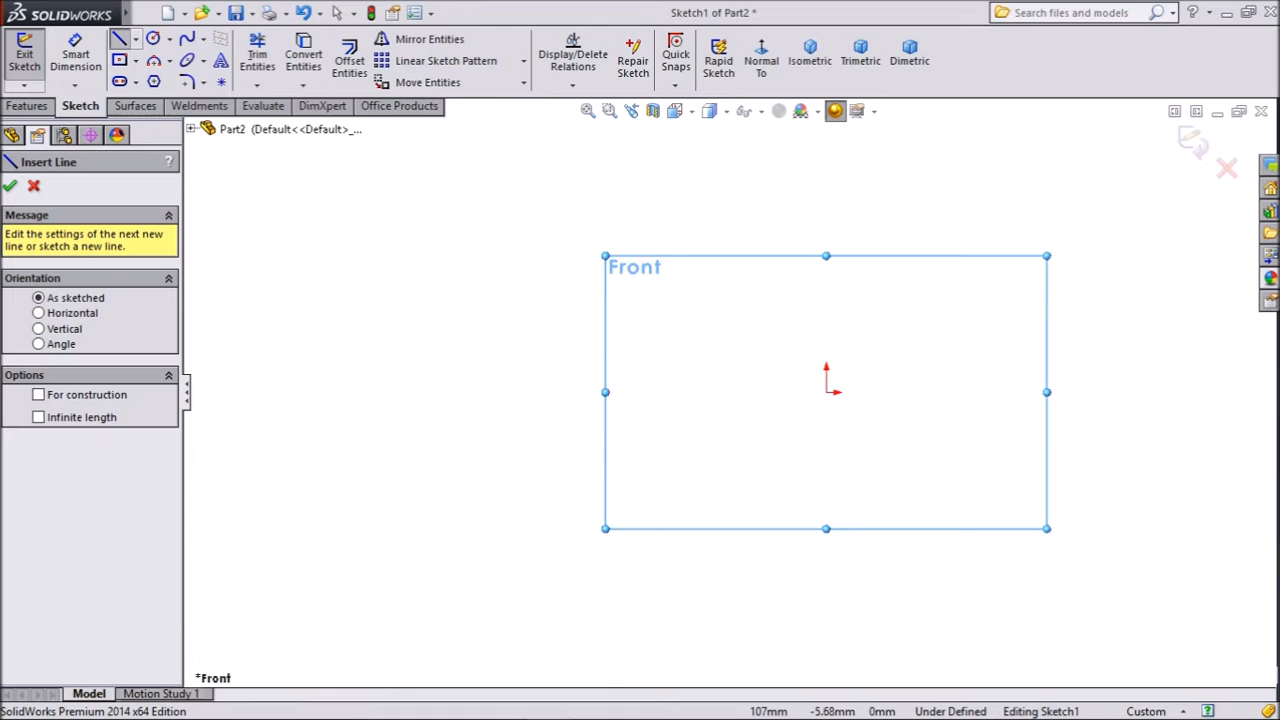 SOLIDWORKS
Sketch1 of Part2 *
Search files and models
Exit Sketch
Smart Dimension
Trim Entities
Convert Entities
Offset Entities
Mirror Entities
Linear Sketch Pattern
Move Entities
Display/Delete Relations
Repair Sketch
Quick Snaps
Rapid Sketch
Normal To
Isometric
Trimetric
Dimetric
Features
Sketch
Surfaces
Weldments
Evaluate
DimXpert
Office Products
Part2 (Default<<Default>_...
Insert Line
?
Message
Edit the settings of the next new
line or sketch a new line.
Orientation
As sketched
Horizontal
Vertical
Angle
Options
For construction
Infinite length
Front
*Front
Model
Motion Study 1
SolidWorks Premium 2014 x64 Edition
107mm
-5.68mm
0mm
Under Defined
Editing Sketch1
Custom